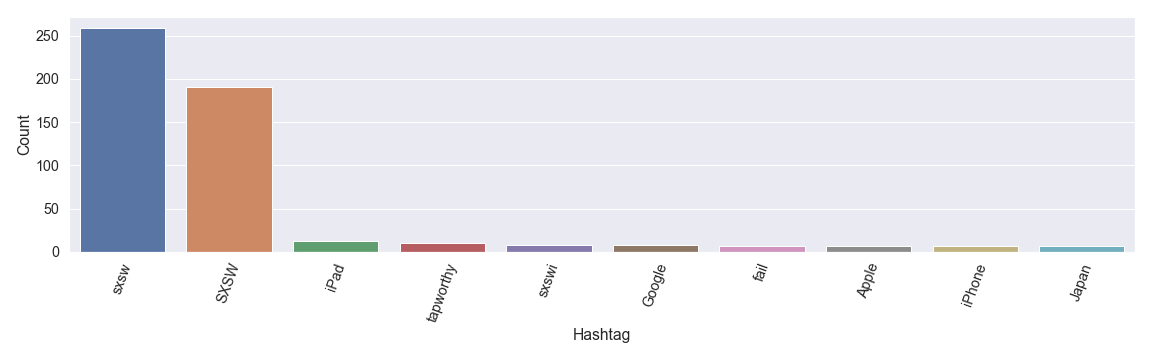 250
200
150
100
50
0
Count
sxsw
SXSW
iPad
tapworthy
sxswi
Google
fail
Apple
iPhone
Japan
Hashtag